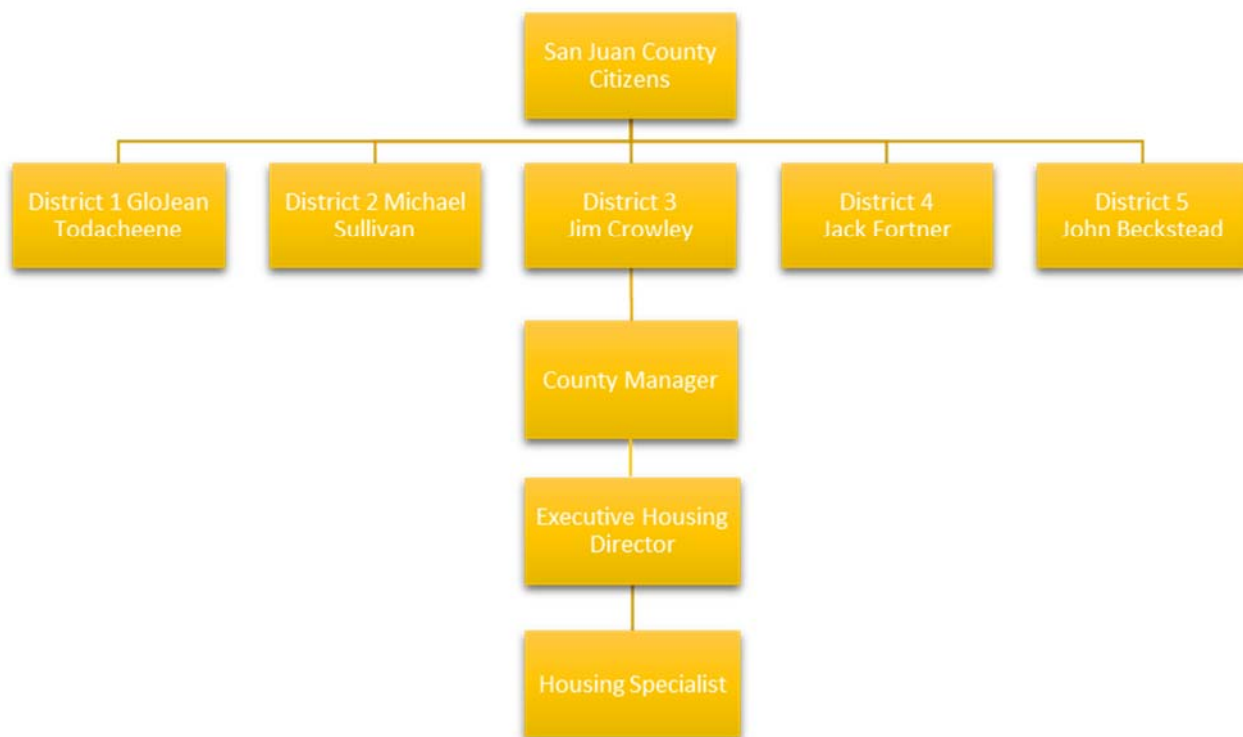 San Juan County
Citizens
District 1 GloJean
Todacheene
District 2 Michael
Sullivan
District 3
Jim Crowley
District 4
Jack Fortner
District 5
John Beckstead
County Manager
Executive Housing
Director
Housing Specialist